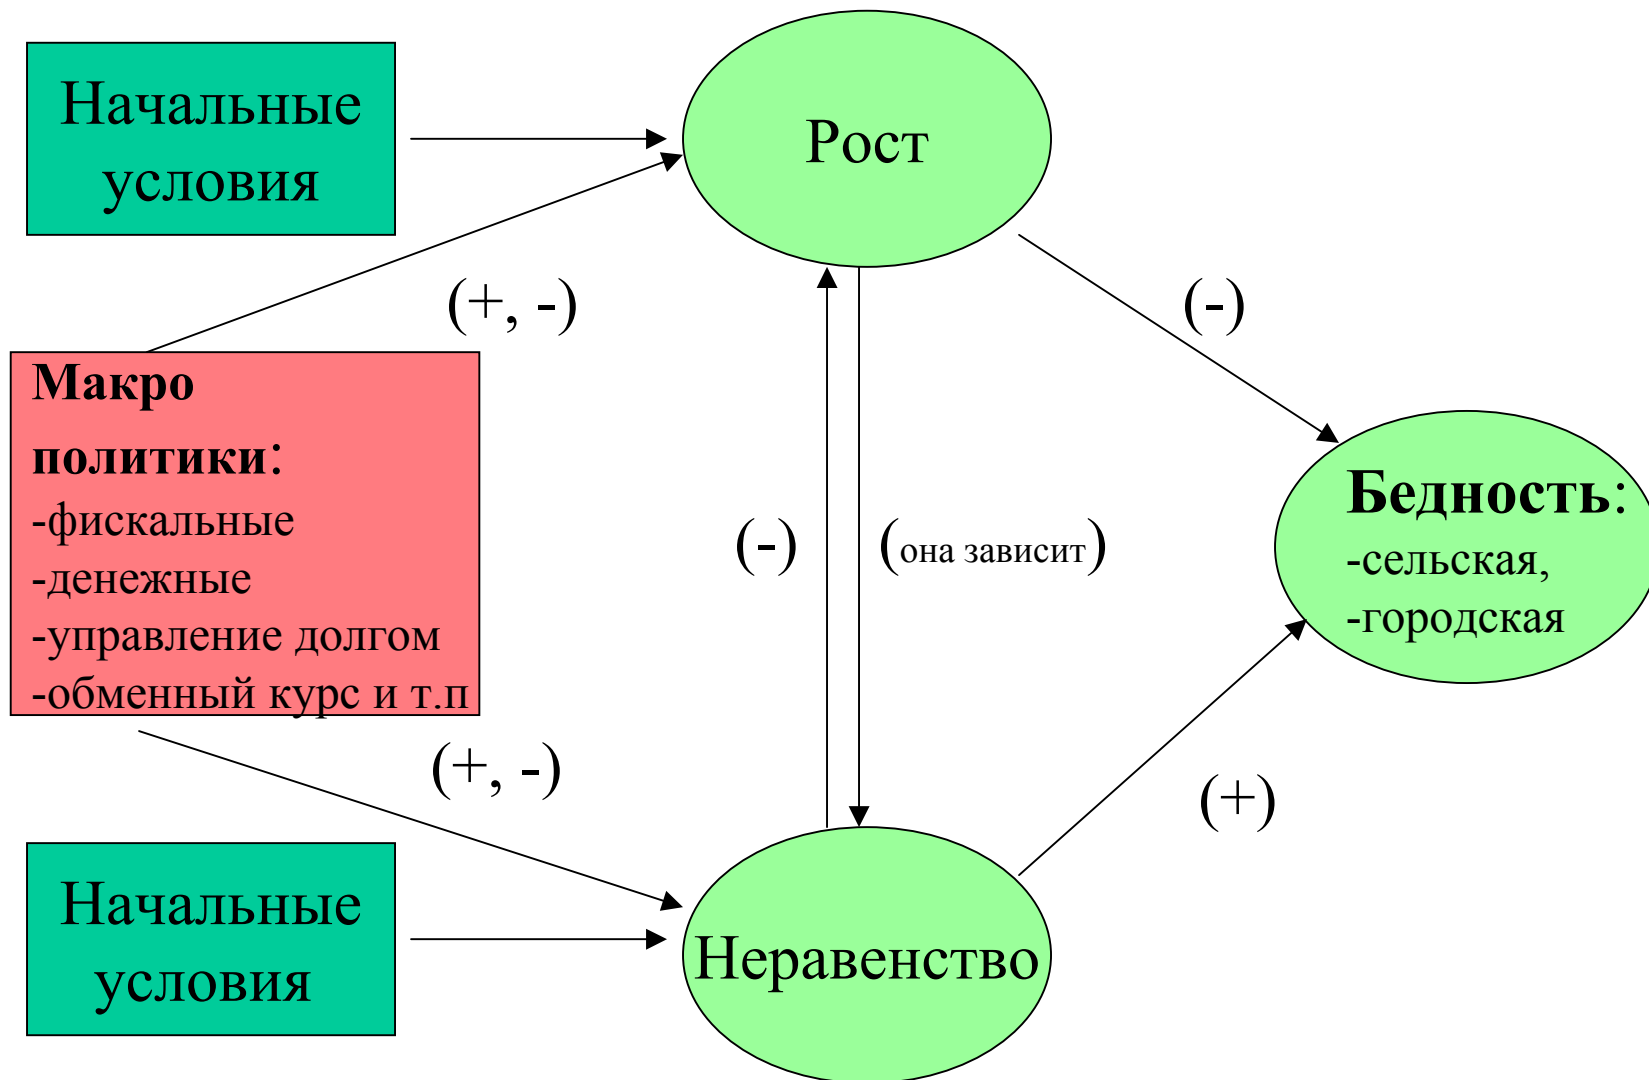 Начальные
условия
Рост
(+, -)
(-)
Макро
политики:
-фискальные
-денежные
-управление долгом
-обменный курс и т.п
(-)
(она зависит)
Бедность:
-сельская,
-городская
(+, -)
(+)
Начальные
условия
Неравенство